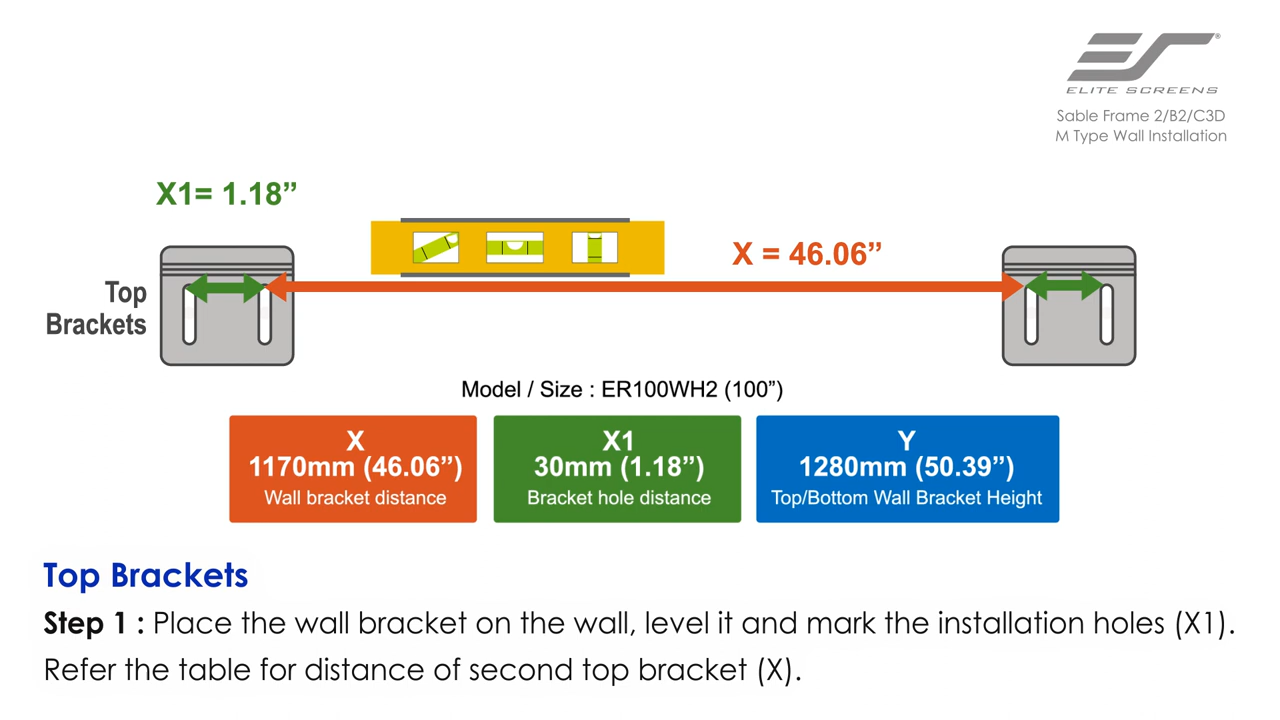 ELITE SCREENS®
Sable Frame 2/B2/C3D
M Type Wall Installation
X1= 1.18”
X = 46.06”
Top
Brackets
Model / Size : ER100WH2 (100”)
X
1170mm (46.06”)
Wall bracket distance
X1
30mm (1.18”)
Bracket hole distance
Y
1280mm (50.39”)
Top/Bottom Wall Bracket Height
Top Brackets
Step 1 : Place the wall bracket on the wall, level it and mark the installation holes (X1).
Refer the table for distance of second top bracket (X).